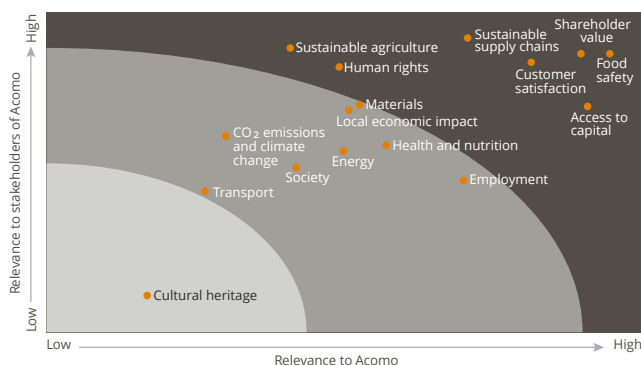 High
Relevance to stakeholders of Acomo
Low
Shareholder
value
Sustainable
supply chains
Sustainable agriculture
Food
safety
Customer
satisfaction
Human rights
Materials
Access to
capital
Local economic impact
CO₂ emissions
and climate
change
Health and nutrition
Energy
Society
Employment
Transport
Cultural heritage
Low
High
Relevance to Acomo